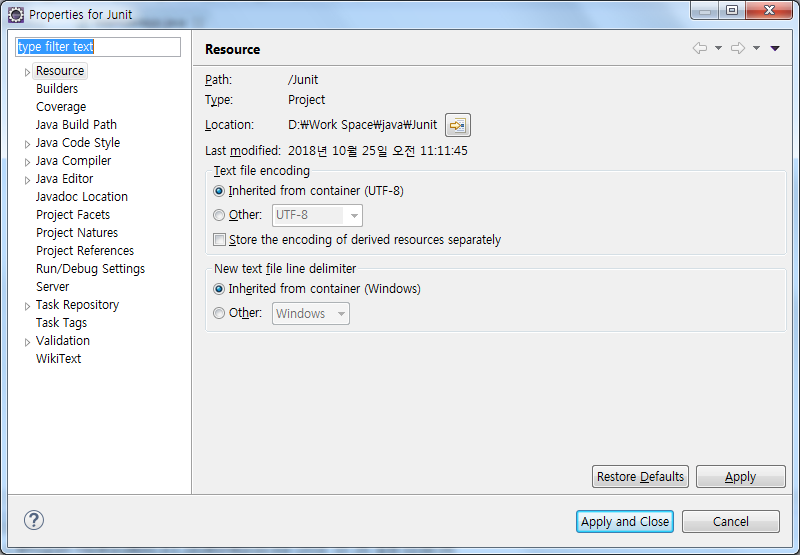 Properties for Junit
type filter text
Resource
Builders
Coverage
Java Build Path
Java Code Style
Java Compiler
Java Editor
Javadoc Location
Project Facets
Project Natures
Project References
Run/Debug Settings
Server
Task Repository
Task Tags
Validation
WikiText
Resource
Path: /Junit
Type: Project
Location: D:₩Work Space₩java₩Junit
Last modified: 2018년 10월 25일 오전 11:11:45
Text file encoding
Inherited from container (UTF-8)
Other: UTF-8
Store the encoding of derived resources separately
New text file line delimiter
Inherited from container (Windows)
Other: Windows
Restore Defaults Apply
? Apply and Close Cancel